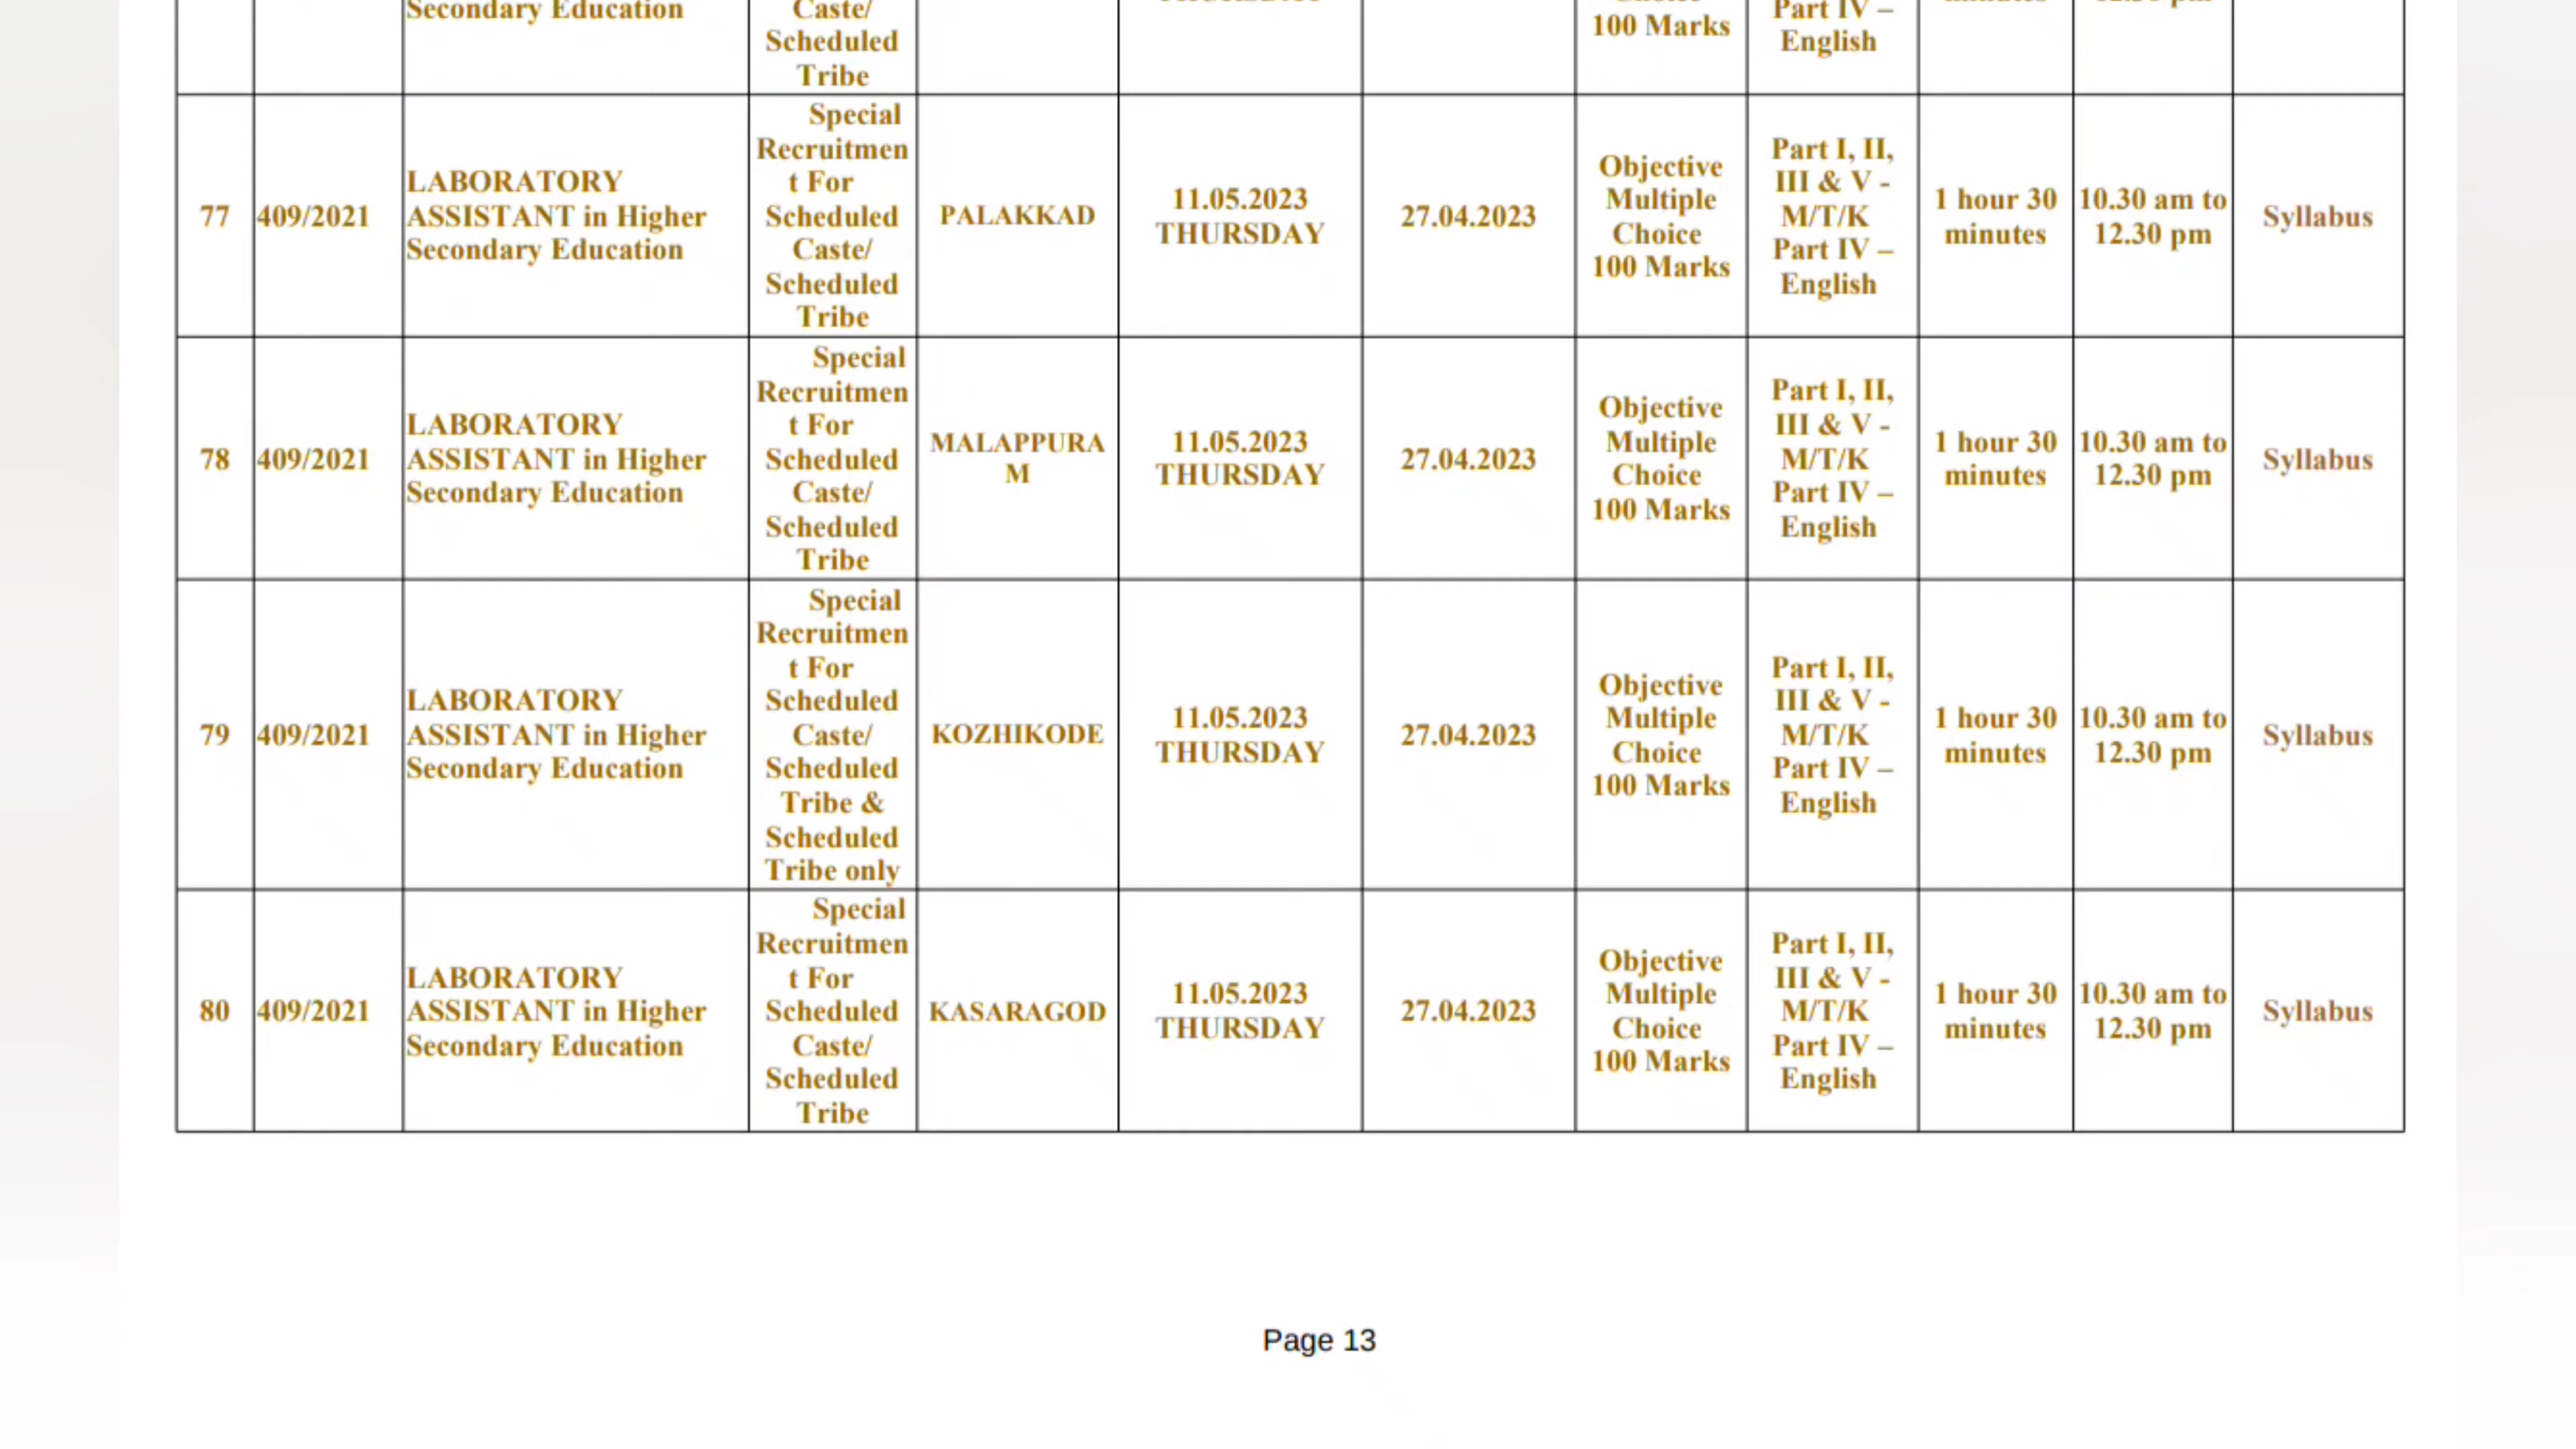 Secondary Education
Caste/
Scheduled
Tribe
100 Marks
Part IV –
English
77
409/2021
LABORATORY
ASSISTANT in Higher
Secondary Education
Special
Recruitmen
t For
Scheduled
Caste/
Scheduled
Tribe
PALAKKAD
11.05.2023
THURSDAY
27.04.2023
Objective
Multiple
Choice
100 Marks
Part I, II,
III & V -
M/T/K
Part IV –
English
1 hour 30
minutes
10.30 am to
12.30 pm
Syllabus
78
409/2021
LABORATORY
ASSISTANT in Higher
Secondary Education
Special
Recruitmen
t For
Scheduled
Caste/
Scheduled
Tribe
MALAPPURA
M
11.05.2023
THURSDAY
27.04.2023
Objective
Multiple
Choice
100 Marks
Part I, II,
III & V -
M/T/K
Part IV –
English
1 hour 30
minutes
10.30 am to
12.30 pm
Syllabus
79
409/2021
LABORATORY
ASSISTANT in Higher
Secondary Education
Special
Recruitmen
t For
Scheduled
Caste/
Scheduled
Tribe &
Scheduled
Tribe only
KOZHIKODE
11.05.2023
THURSDAY
27.04.2023
Objective
Multiple
Choice
100 Marks
Part I, II,
III & V -
M/T/K
Part IV –
English
1 hour 30
minutes
10.30 am to
12.30 pm
Syllabus
80
409/2021
LABORATORY
ASSISTANT in Higher
Secondary Education
Special
Recruitmen
t For
Scheduled
Caste/
Scheduled
Tribe
KASARAGOD
11.05.2023
THURSDAY
27.04.2023
Objective
Multiple
Choice
100 Marks
Part I, II,
III & V -
M/T/K
Part IV –
English
1 hour 30
minutes
10.30 am to
12.30 pm
Syllabus
Page 13